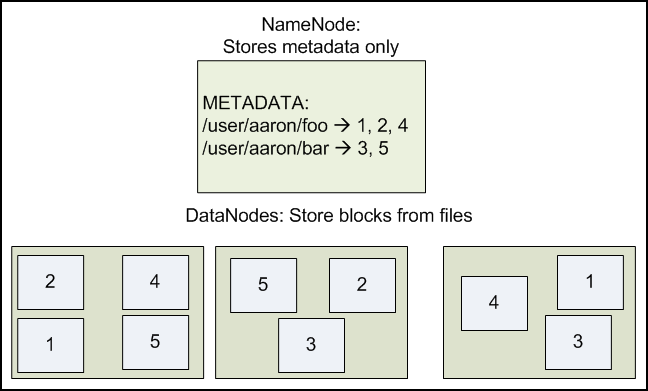 NameNode:
Stores metadata only
METADATA:
/user/aaron/foo → 1, 2, 4
/user/aaron/bar → 3, 5
DataNodes: Store blocks from files
2
4
1
5
5
2
3
4
1
3